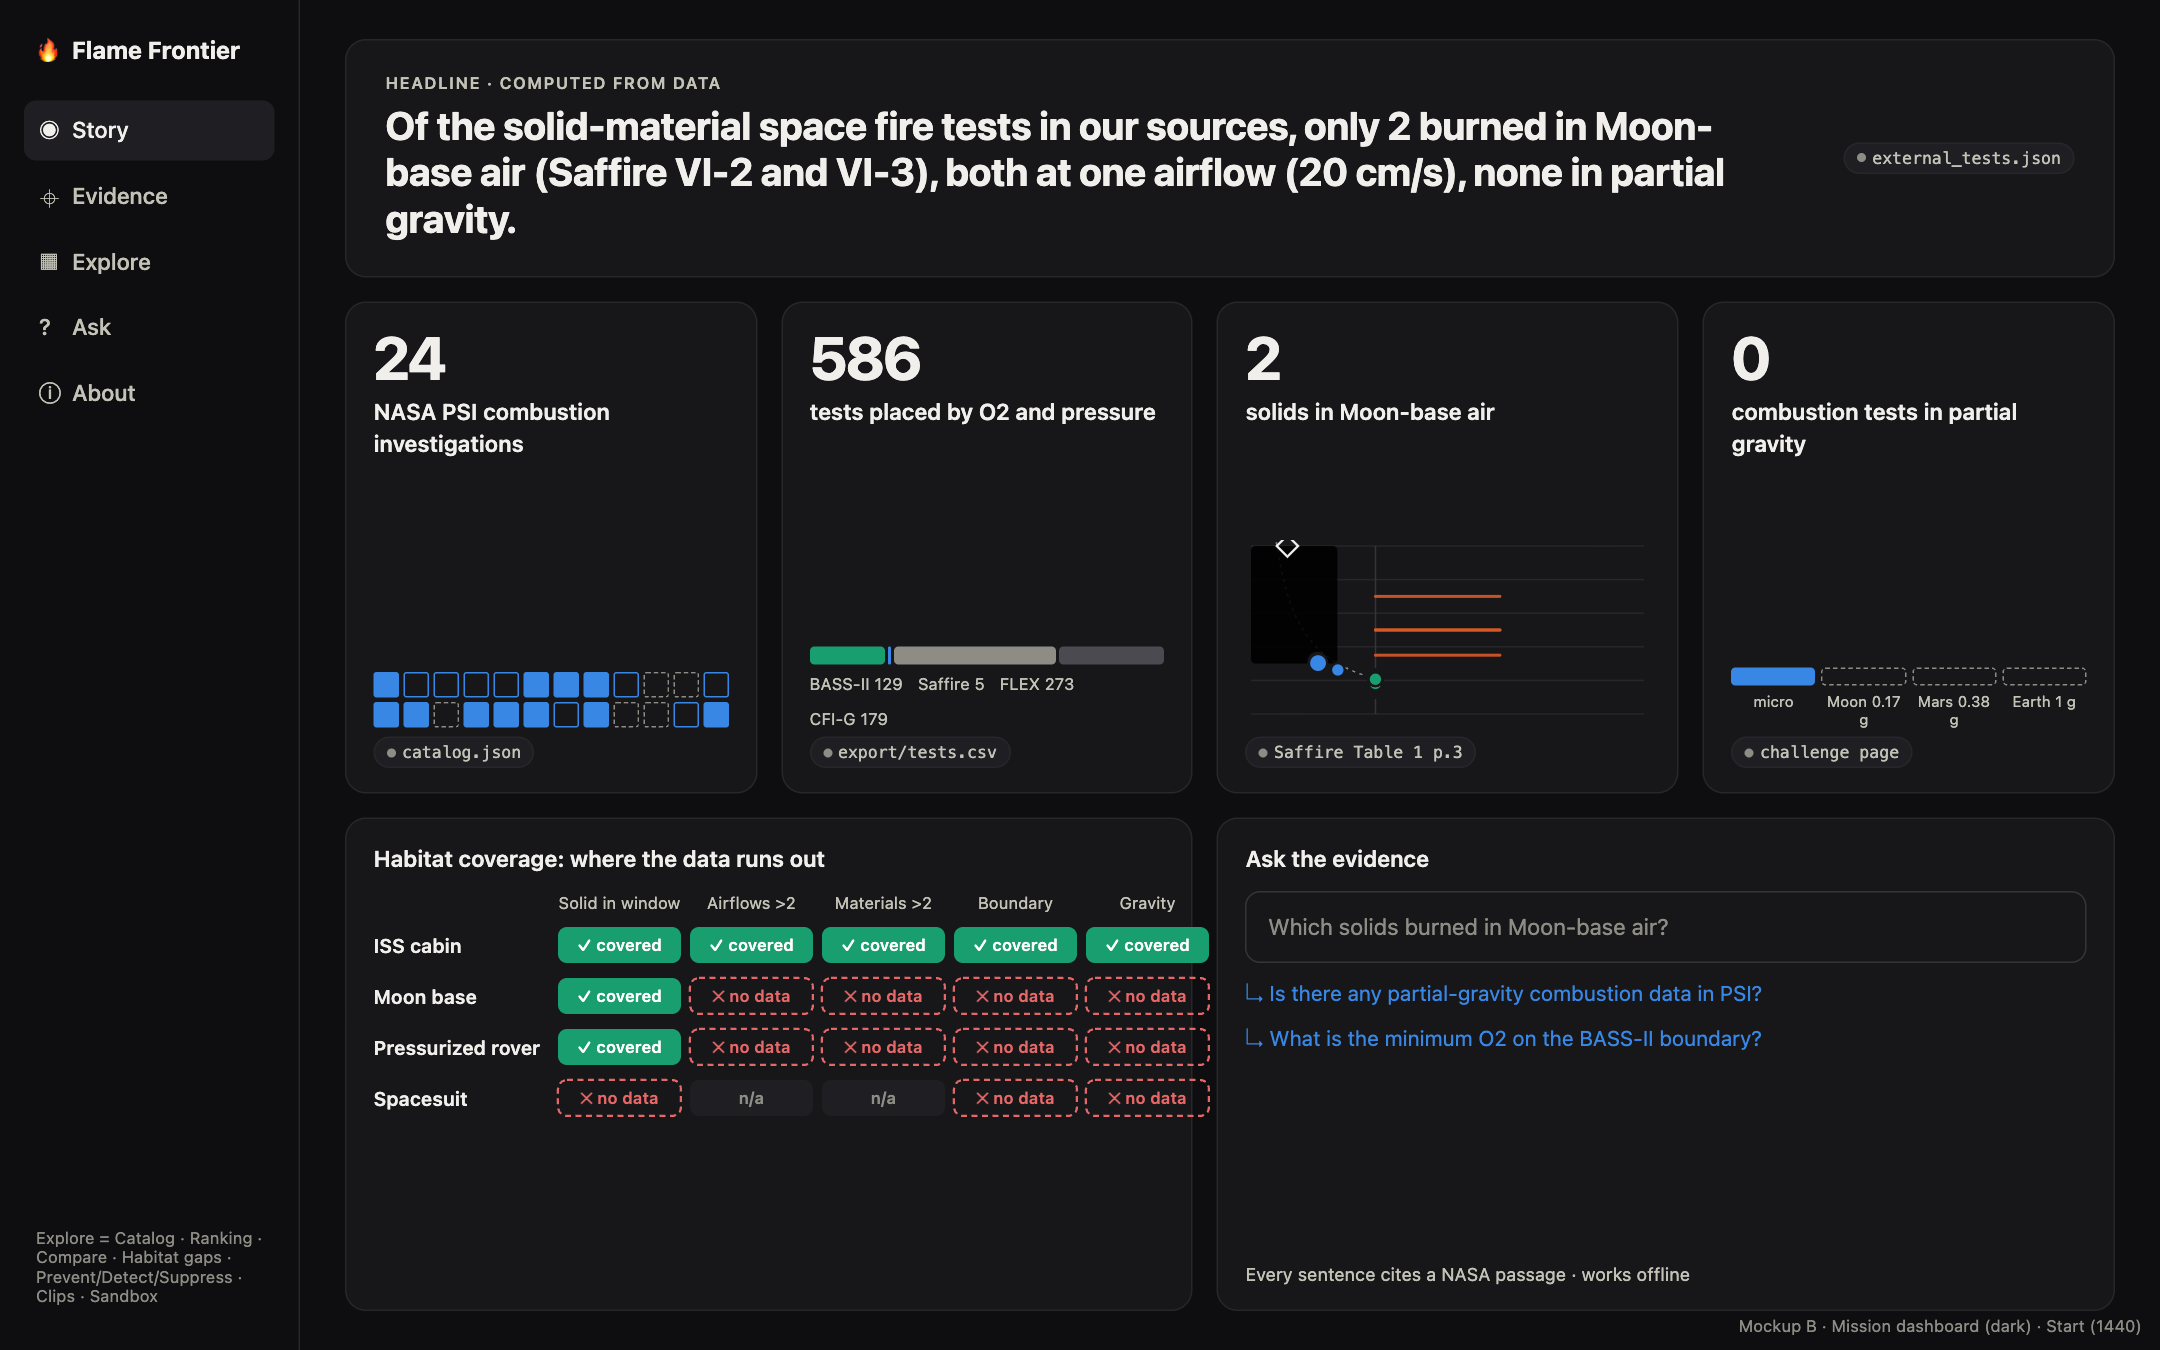 🔥 Flame Frontier
Story
Evidence
Explore
? Ask
About
Explore = Catalog · Ranking ·
Compare · Habitat gaps ·
Prevent/Detect/Suppress ·
Clips · Sandbox
HEADLINE · COMPUTED FROM DATA
Of the solid-material space fire tests in our sources, only 2 burned in Moon-
base air (Saffire VI-2 and VI-3), both at one airflow (20 cm/s), none in partial
gravity.
external_tests.json
24
NASA PSI combustion
investigations
catalog.json
586
tests placed by O2 and pressure
BASS-II 129 Saffire 5 FLEX 273
CFI-G 179
export/tests.csv
2
solids in Moon-base air
Saffire Table 1 p.3
0
combustion tests in partial
gravity
micro Moon 0.17 Mars 0.38 Earth 1 g
g g
challenge page
Habitat coverage: where the data runs out
Solid in window Airflows >2 Materials >2 Boundary Gravity
ISS cabin ✓ covered ✓ covered ✓ covered ✓ covered ✓ covered
Moon base ✓ covered ✕ no data ✕ no data ✕ no data ✕ no data
Pressurized rover ✓ covered ✕ no data ✕ no data ✕ no data ✕ no data
Spacesuit ✕ no data n/a n/a ✕ no data ✕ no data
Ask the evidence
Which solids burned in Moon-base air?
Is there any partial-gravity combustion data in PSI?
What is the minimum O2 on the BASS-II boundary?
Every sentence cites a NASA passage · works offline
Mockup B · Mission dashboard (dark) · Start (1440)